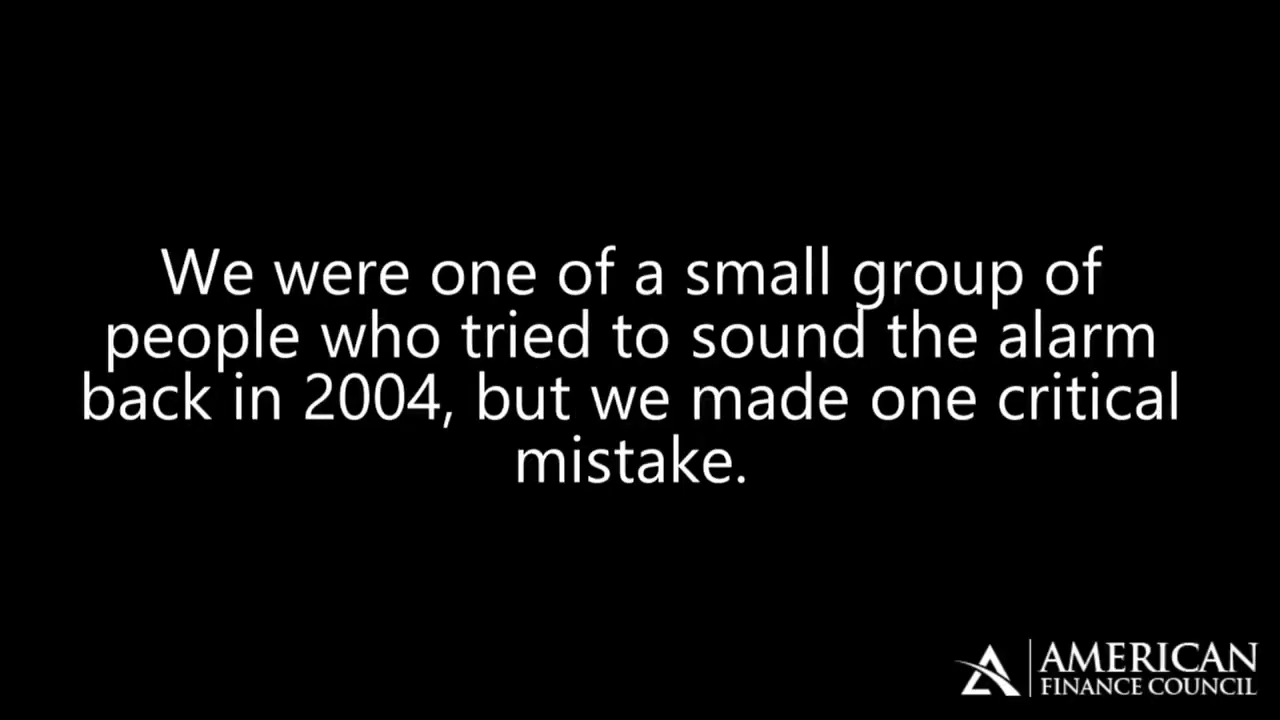 We were one of a small group of
people who tried to sound the alarm
back in 2004, but we made one critical
mistake.
AMERICAN
FINANCE COUNCIL